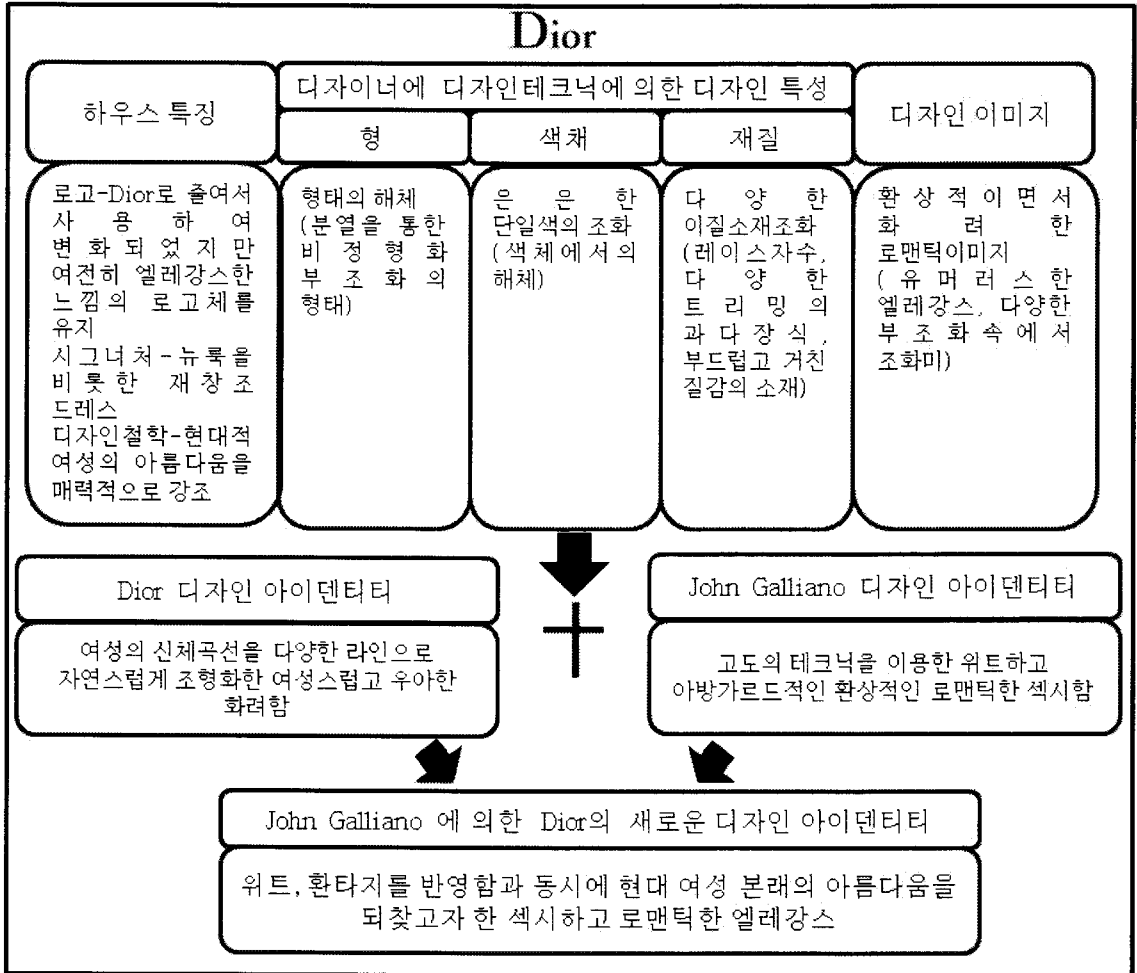 Dior
하우스 특징
디자이너에 디자인테크닉에 의한 디자인 특성
형
색채
재질
디자인 이미지
로고-Dior로 줄여서
사용하여
변화되었지만
여전히 엘레강스한
느낌의 로고체를
유지
시그녀처-뉴룩을
비롯한 재창조
드레스
디자인철학-현대적
여성의 아름다움을
매력적으로 강조
형태의 해체
(분열을 통한
비정형화
부조화의
형태)
은은한
단일색의 조화
(색체에서의
해체)
다양한
이질소재조화
(레이스자수,
다양한
트리밍의
과다장식,
부드럽고 거친
질감의 소재)
환상적이면서
화려한
로맨틱이미지
(유머러스한
엘레강스, 다양한
부조화속에서
조화미)
Dior 디자인 아이덴티티
여성의 신체곡선을 다양한 라인으로
자연스럽게 조형화한 여성스럽고 우아한
화려함
John Galliano 디자인 아이덴티티
고도의 테크닉을 이용한 위트하고
아방가르드적인 환상적인 로맨틱한 섹시함
John Galliano 에 의한 Dior의 새로운 디자인 아이덴티티
위트, 환타지를 반영함과 동시에 현대 여성 본래의 아름다움을
되찾고자 한 섹시하고 로맨틱한 엘레강스